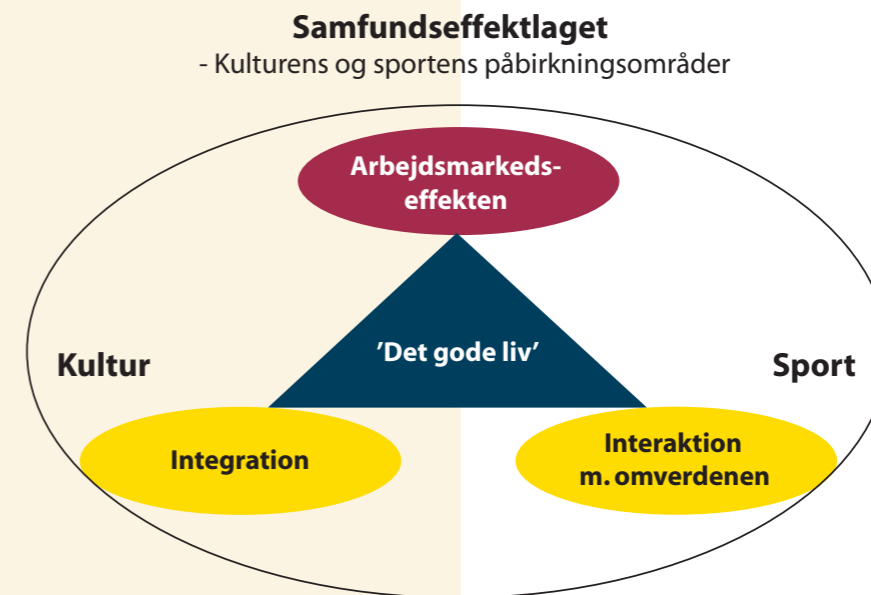 Samfundseffektlaget
- Kulturens og sportens påbirkningsområder
Arbejdsmarkeds-
effekten
'Det gode liv'
Kultur
Sport
Integration
Interaktion
m. omverdenen